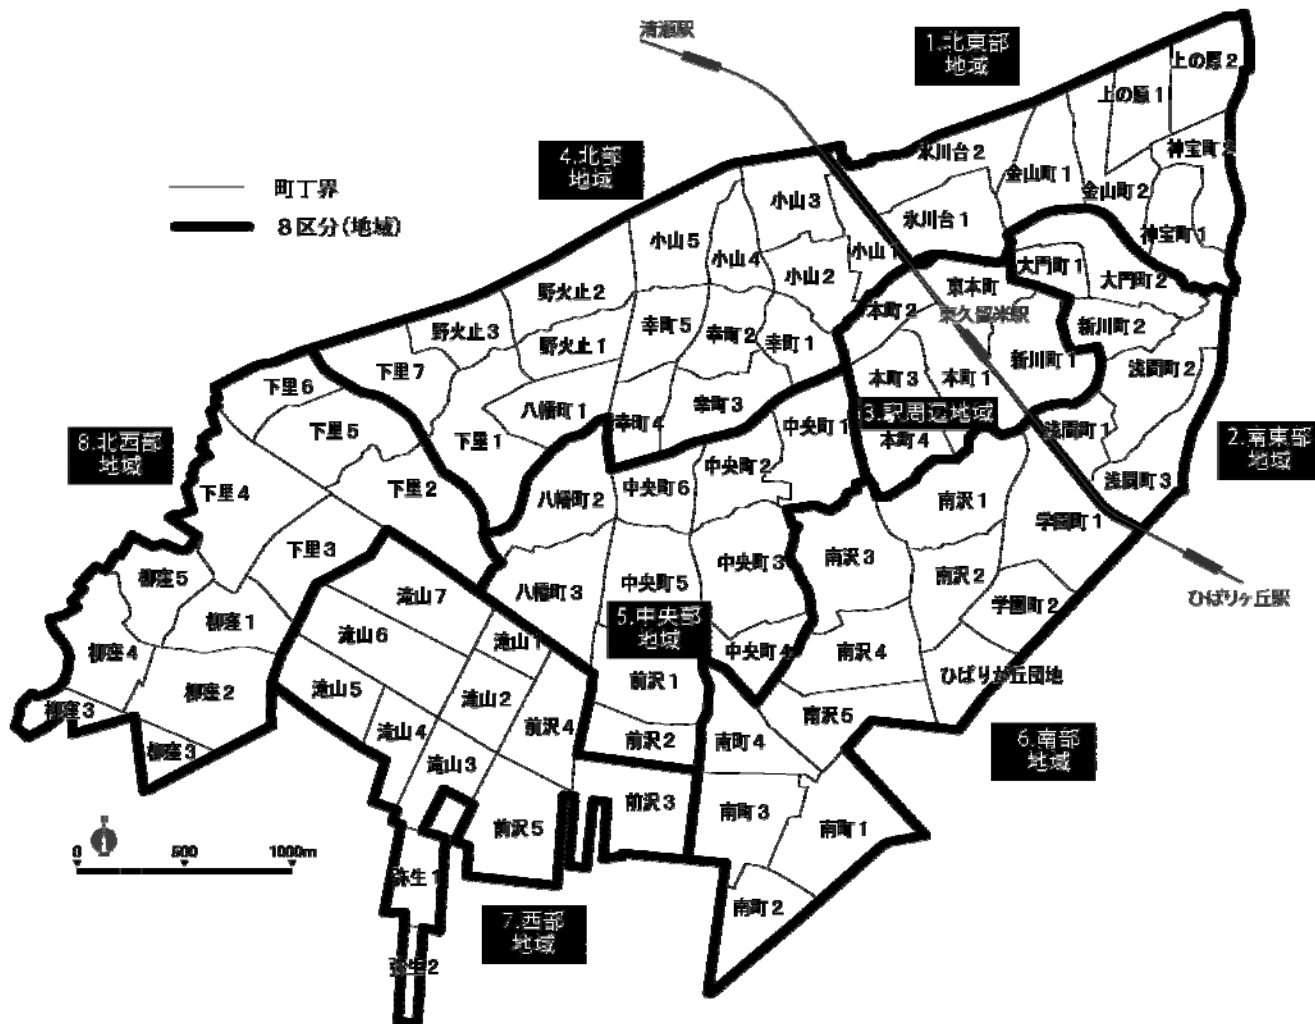 清瀬駅
1.北東部
地域
上の原2
上の原1
4.北部
地域
氷川台2
金山町1
神宝町2
金山町2
町丁界
8区分(地域)
小山3
氷川台1
神宝町1
小山5
小山4
小山1
小山2
大門町1
大門町2
東本町
野火止2
本町2
東久留米駅
野火止3
野火止1
幸町5
幸町2
幸町1
新川町2
新川町1
浅間町2
下里7
下里6
本町3
本町1
八幡町1
幸町4
幸町3
3.駅周辺地域
中央町1
本町4
浅間町1
2.南東部
地域
下里5
下里1
8.北西部
地域
下里4
下里2
中央町2
中央町6
八幡町2
浅間町3
南沢1
学園町1
下里3
南沢3
中央町3
南沢2
柳窪5
中央町5
八幡町3
滝山7
学園町2
ひばりヶ丘駅
柳窪1
5.中央部
地域
滝山6
滝山1
柳窪4
中央町4
南沢4
ひばりが丘団地
前沢1
柳窪2
滝山5
滝山2
南沢5
柳窪3
滝山4
前沢4
前沢2
南町4
柳窪3
滝山3
6.南部
地域
前沢3
南町3
前沢5
南町1
0
500
1000m
弥生1
南町2
7.西部
地域
弥生2